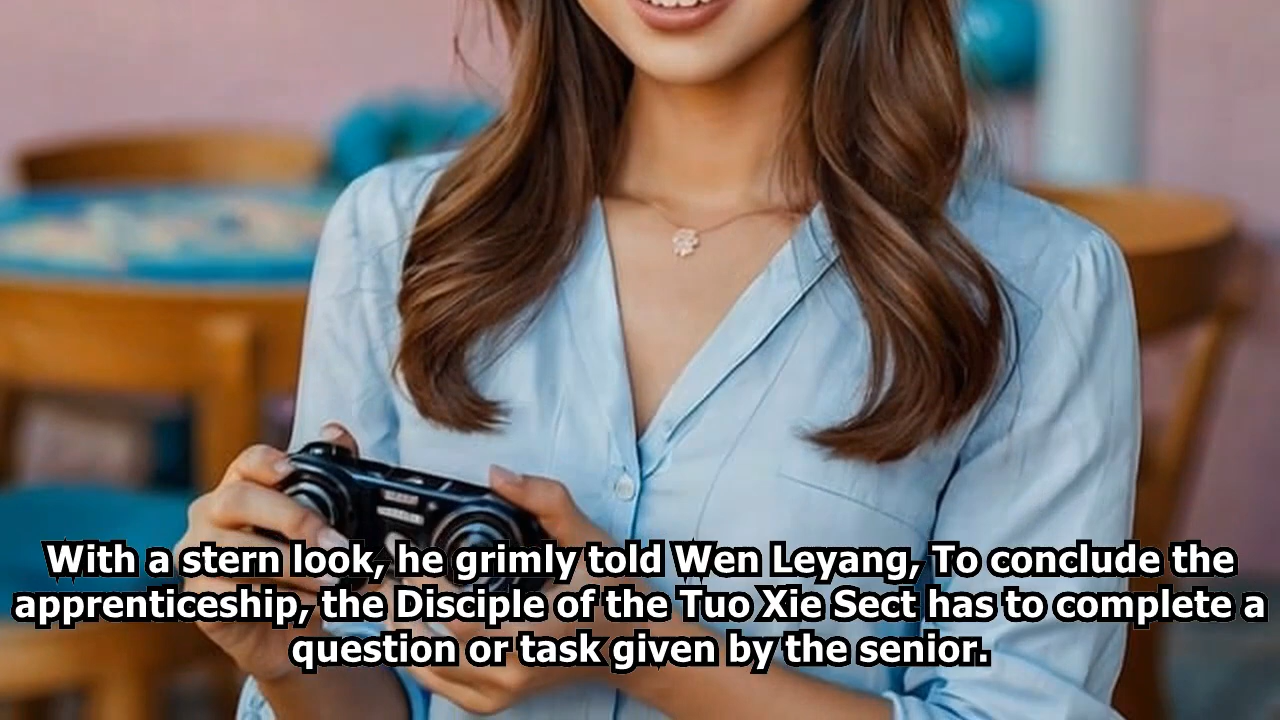 With a stern look, he grimly told Wen Leyang, To conclude the
apprenticeship, the Disciple of the Tuo Xie Sect has to complete a
question or task given by the senior.